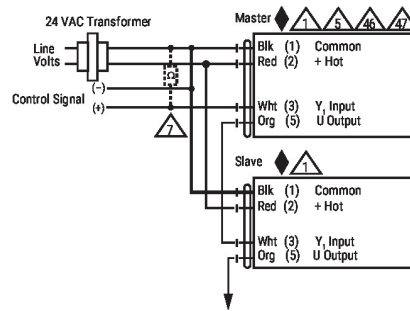 24 VAC Transformer
Master 1 5 46 47
Line
Volts
Blk (1) Common
Red (2) + Hot
Ω
(−)
Control Signal
(+)
Wht (3) Y1 Input
Org (5) U Output
7
Slave 1
Blk (1) Common
Red (2) + Hot
Wht (3) Y1 Input
Org (5) U Output